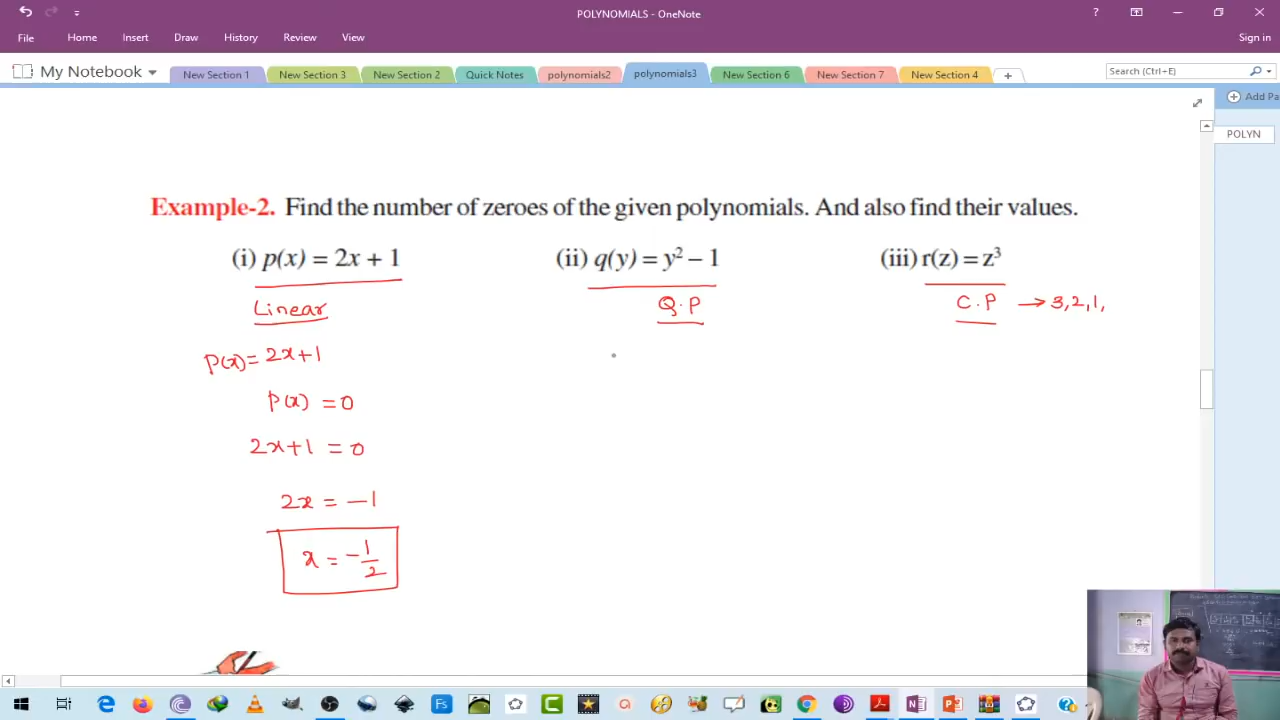 POLYNOMIALS - OneNote
?
File Home Insert Draw History Review View
Sign in
My Notebook
New Section 1 New Section 3 New Section 2 Quick Notes polynomials2 polynomials3 New Section 6 New Section 7 New Section 4 +
Search (Ctrl+E)
Add Pa
POLYN
Example-2. Find the number of zeroes of the given polynomials. And also find their values.
(i) p(x) = 2x + 1 (ii) q(y) = y² – 1 (iii) r(z) = z³
Linear Q.P C.P → 3,2,1,
P(x) = 2x+1
P(x) = 0
2x+1 = 0
2x = -1
x = -1/2